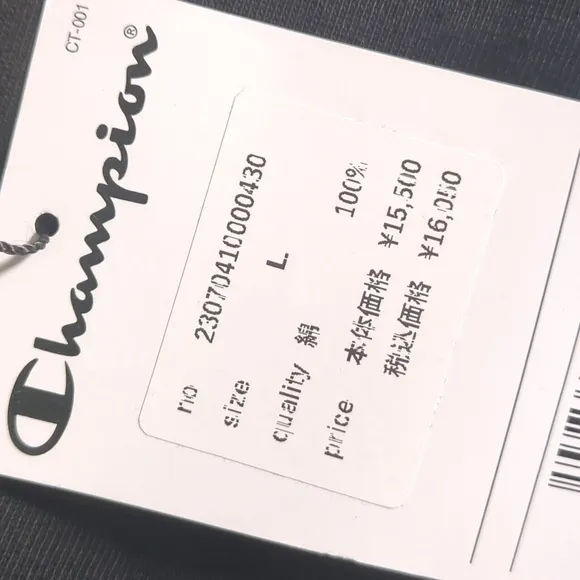 CT-001
Champion®
no 23070410000430
size L
quality 綿 100%
price 本体価格 ¥15,500
税込価格 ¥16,050